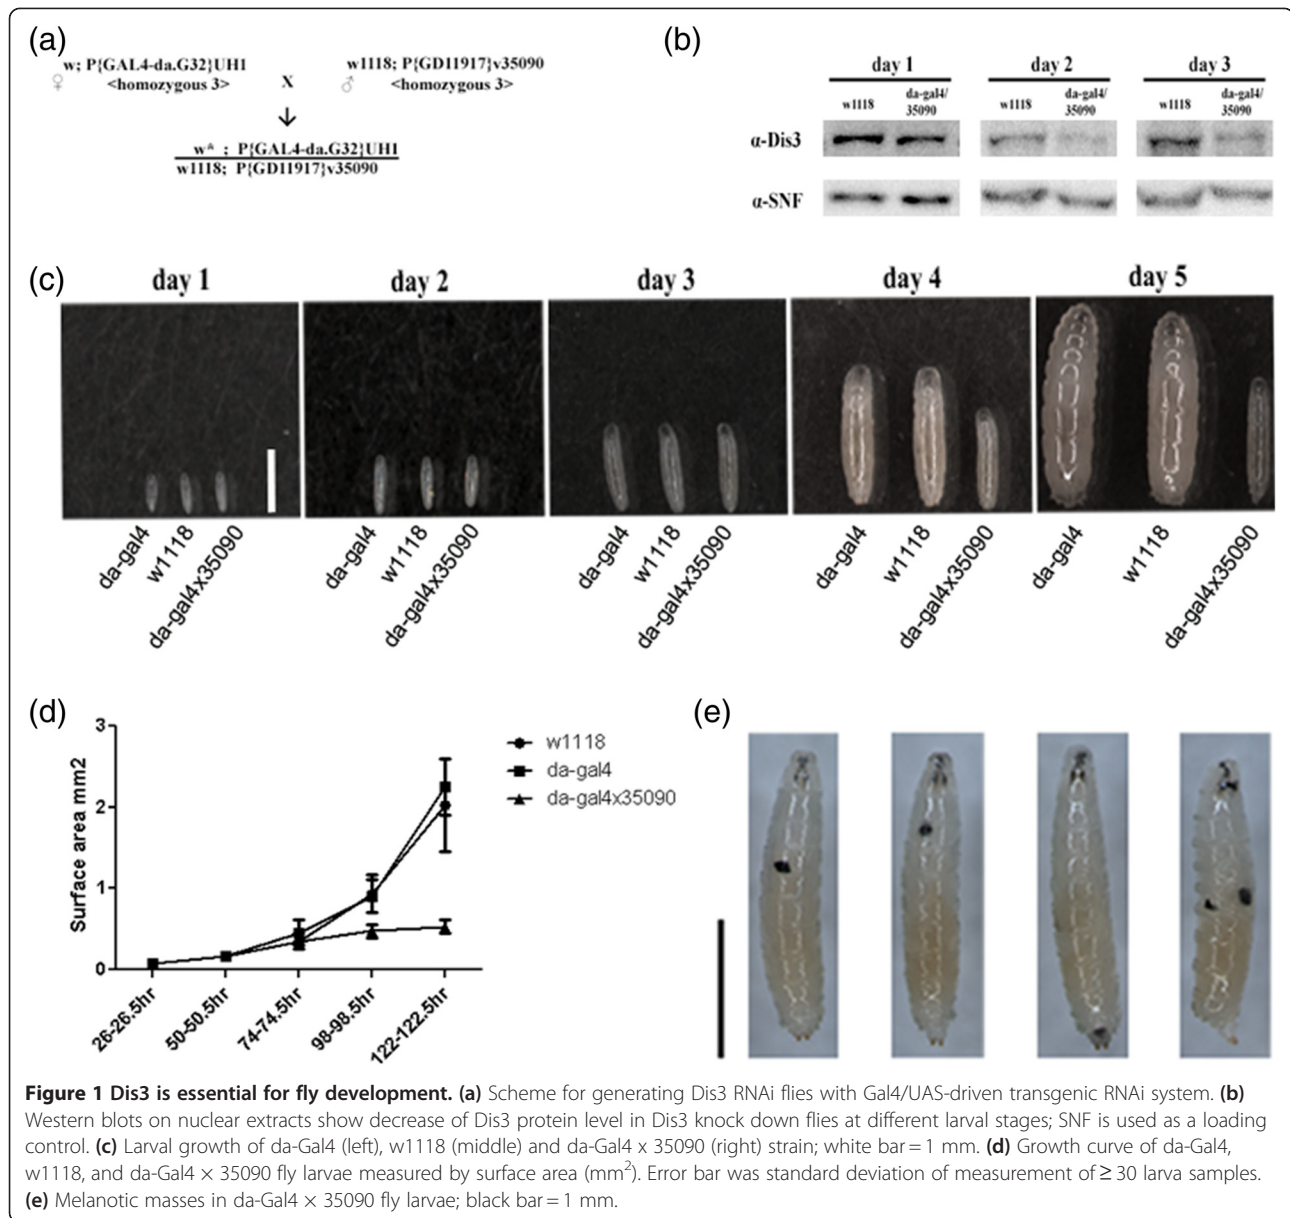 (a)
w; P{GAL4-da.G32}UH1
w1118; P{GD11917}v35090
♀ <homozygous 3> X ♂ <homozygous 3>
w* ; P{GAL4-da.G32}UH1
w1118; P{GD11917}v35090
(b)
day 1 day 2 day 3
w1118 da-gal4/35090 w1118 da-gal4/35090 w1118 da-gal4/35090
α-Dis3
α-SNF
(c)
day 1 day 2 day 3 day 4 day 5
da-gal4 w1118 da-gal4x35090 da-gal4 w1118 da-gal4x35090 da-gal4 w1118 da-gal4x35090 da-gal4 w1118 da-gal4x35090 da-gal4 w1118 da-gal4x35090
(d)
Surface area mm2
3
2
1
0
26-26.5hr 50-50.5hr 74-74.5hr 98-98.5hr 122-122.5hr
w1118
da-gal4
da-gal4x35090
(e)
Figure 1 Dis3 is essential for fly development. (a) Scheme for generating Dis3 RNAi flies with Gal4/UAS-driven transgenic RNAi system. (b)
Western blots on nuclear extracts show decrease of Dis3 protein level in Dis3 knock down flies at different larval stages; SNF is used as a loading
control. (c) Larval growth of da-Gal4 (left), w1118 (middle) and da-Gal4 x 35090 (right) strain; white bar = 1 mm. (d) Growth curve of da-Gal4,
w1118, and da-Gal4 × 35090 fly larvae measured by surface area (mm²). Error bar was standard deviation of measurement of ≥ 30 larva samples.
(e) Melanotic masses in da-Gal4 × 35090 fly larvae; black bar = 1 mm.